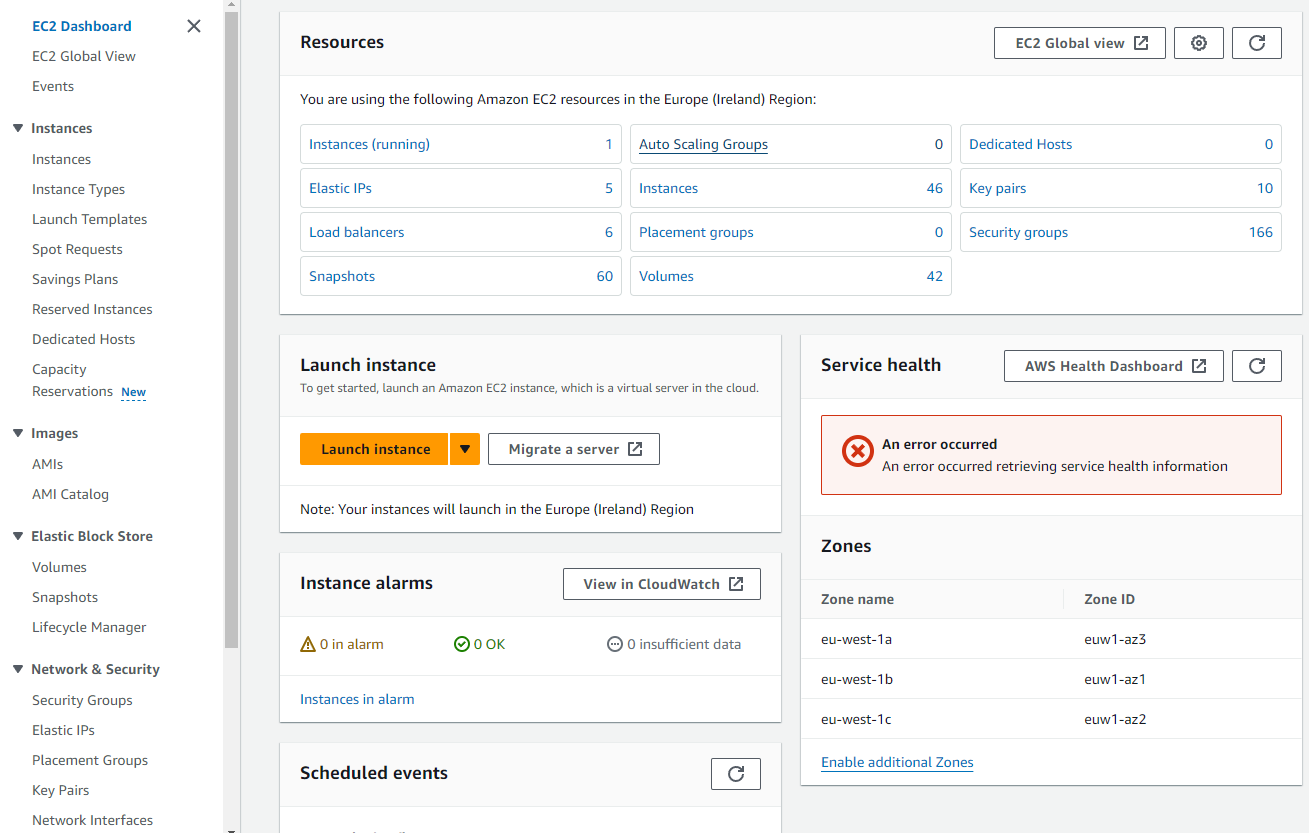 EC2 Dashboard
EC2 Global View
Events
Instances
Instances
Instance Types
Launch Templates
Spot Requests
Savings Plans
Reserved Instances
Dedicated Hosts
Capacity
Reservations New
Images
AMIs
AMI Catalog
Elastic Block Store
Volumes
Snapshots
Lifecycle Manager
Network & Security
Security Groups
Elastic IPs
Placement Groups
Key Pairs
Network Interfaces
Resources
EC2 Global view
You are using the following Amazon EC2 resources in the Europe (Ireland) Region:
Instances (running) 1
Auto Scaling Groups 0
Dedicated Hosts 0
Elastic IPs 5
Instances 46
Key pairs 10
Load balancers 6
Placement groups 0
Security groups 166
Snapshots 60
Volumes 42
Launch instance
To get started, launch an Amazon EC2 instance, which is a virtual server in the cloud.
Launch instance
Migrate a server
Note: Your instances will launch in the Europe (Ireland) Region
Instance alarms
View in CloudWatch
0 in alarm
0 OK
0 insufficient data
Instances in alarm
Scheduled events
Service health
AWS Health Dashboard
An error occurred
An error occurred retrieving service health information
Zones
Zone name Zone ID
eu-west-1a euw1-az3
eu-west-1b euw1-az1
eu-west-1c euw1-az2
Enable additional Zones